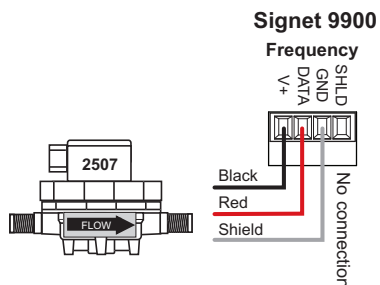 Signet 9900
Frequency
V+
DATA
GND
SHLD
2507
FLOW
Black
Red
Shield
No connection